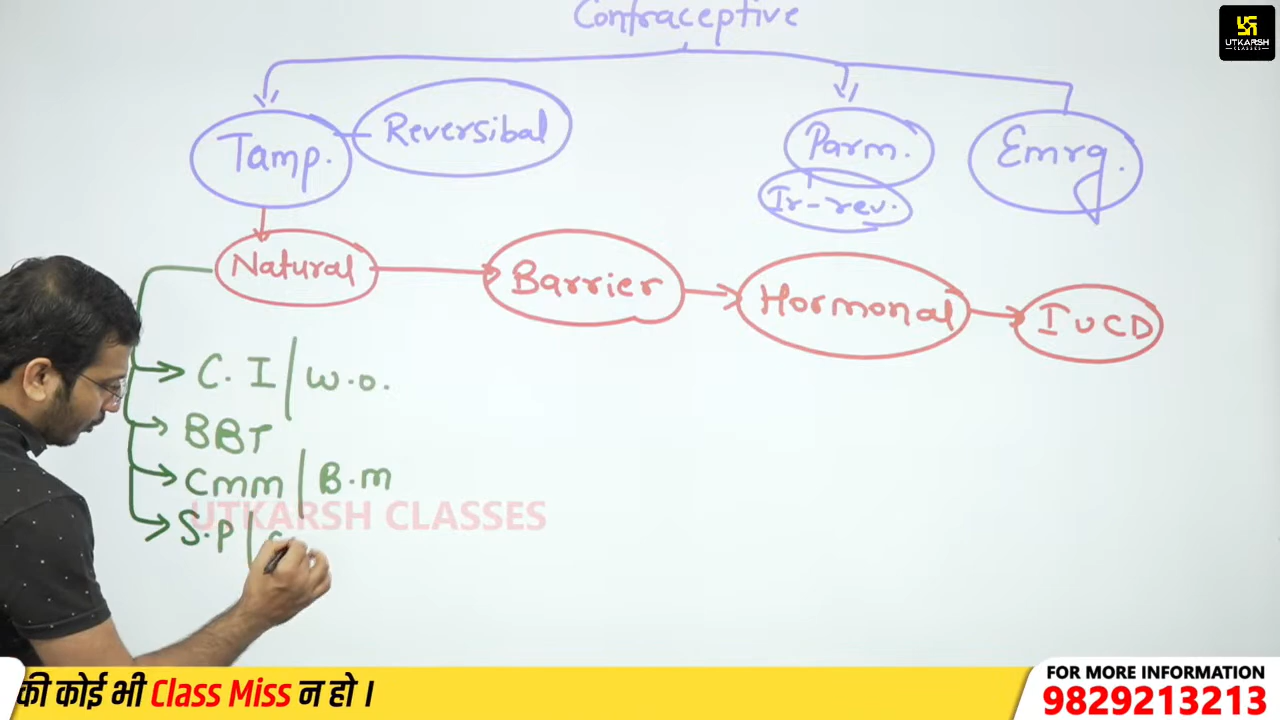 Contraceptive
UTKARSH
CLASSES
Tamp.
Reversibal
Parm.
Ir-rev.
Emrg.
Natural
Barrier
Hormonal
IUCD
C. I | W.O.
BBT
Cmm | B.m
UTKARSH CLASSES
S.P |
की कोई भी Class Miss न हो ।
FOR MORE INFORMATION
9829213213